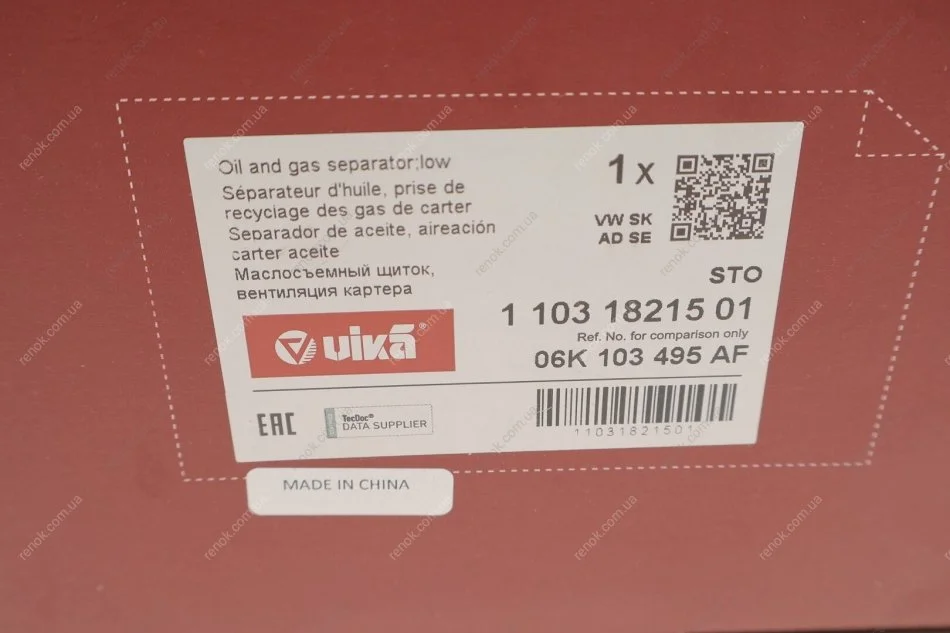 Oil and gas separator;low
Séparateur d'huile, prise de
recyclage des gas de carter
Separador de aceite, aireación
carter aceite
Маслосъемный щиток,
вентиляция картера
1 x
VW SK
AD SE
STO
1 103 18215 01
Ref. No. for comparison only
06K 103 495 AF
vika®
EAC
TecDoc®
DATA SUPPLIER
11031821501
MADE IN CHINA
renok.com.ua